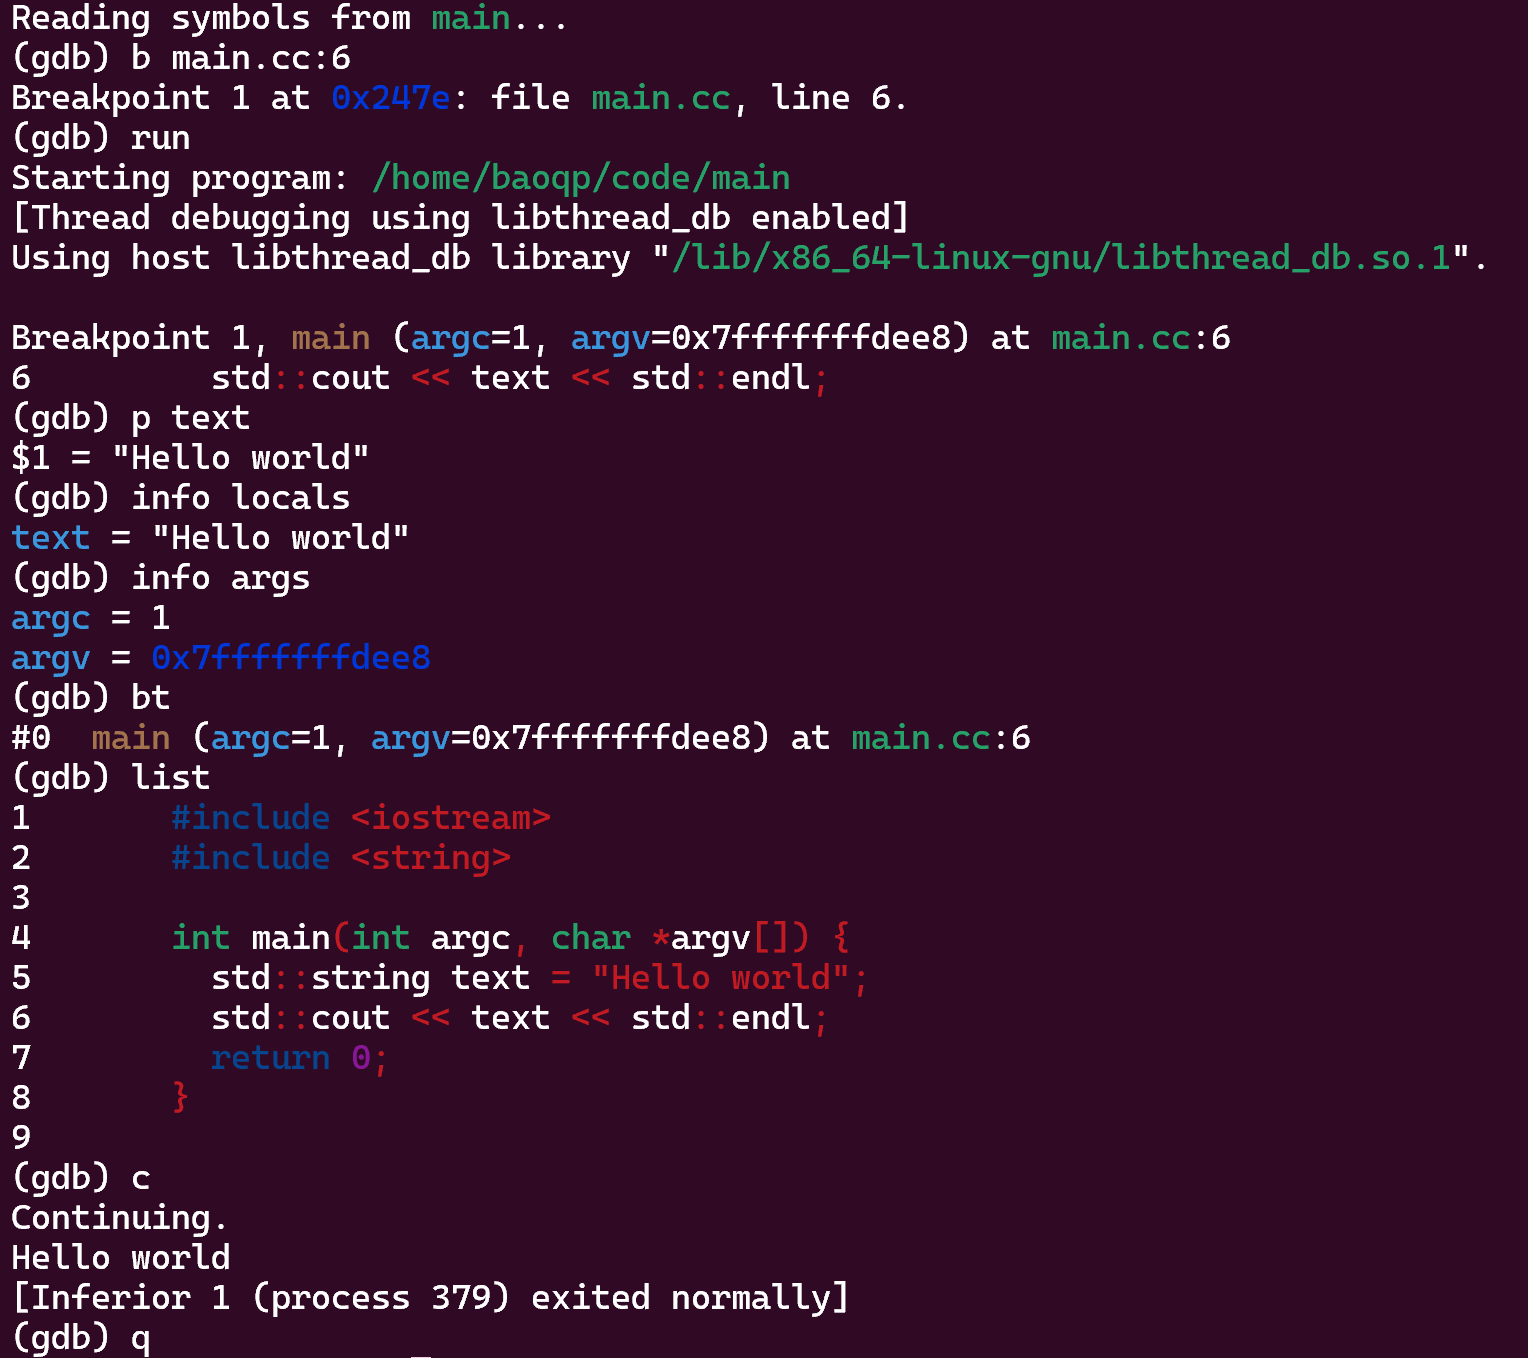 Reading symbols from main...
(gdb) b main.cc:6
Breakpoint 1 at 0x247e: file main.cc, line 6.
(gdb) run
Starting program: /home/baoqp/code/main
[Thread debugging using libthread_db enabled]
Using host libthread_db library "/lib/x86_64-linux-gnu/libthread_db.so.1".

Breakpoint 1, main (argc=1, argv=0x7fffffffdee8) at main.cc:6
6         std::cout << text << std::endl;
(gdb) p text
$1 = "Hello world"
(gdb) info locals
text = "Hello world"
(gdb) info args
argc = 1
argv = 0x7fffffffdee8
(gdb) bt
#0  main (argc=1, argv=0x7fffffffdee8) at main.cc:6
(gdb) list
1       #include <iostream>
2       #include <string>
3
4       int main(int argc, char *argv[]) {
5         std::string text = "Hello world";
6         std::cout << text << std::endl;
7         return 0;
8       }
9
(gdb) c
Continuing.
Hello world
[Inferior 1 (process 379) exited normally]
(gdb) q